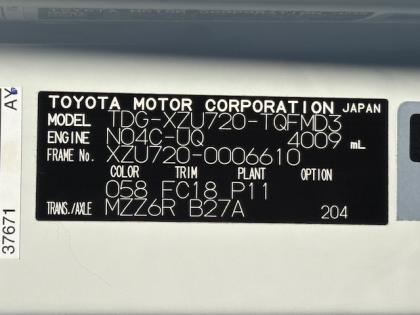 TOYOTA MOTOR CORPORATION JAPAN
MODEL TDG-XZU720-TQFMD3
ENGINE N04C-UQ 4009 mL
FRAME No. XZU720-0006610
COLOR TRIM PLANT OPTION
058 FC18 P11
TRANS./AXLE MZZ6R B27A 204
AY
37671